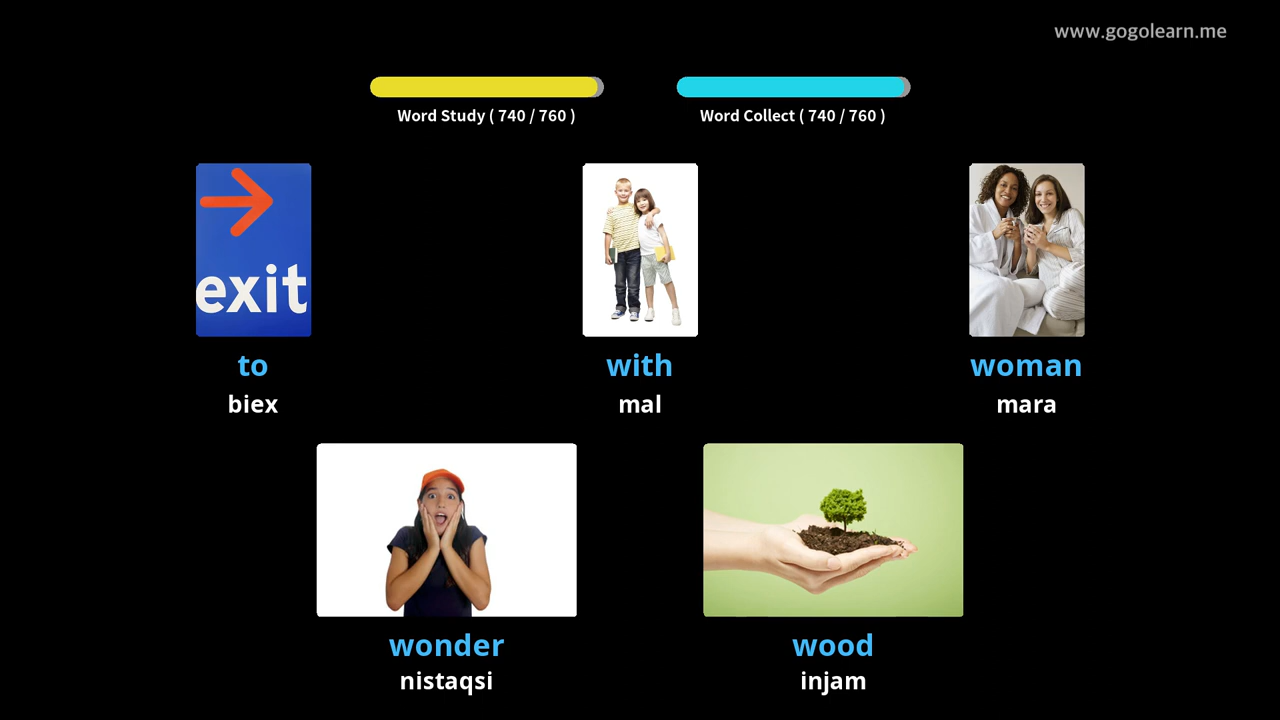 www.gogolearn.me
Word Study ( 740 / 760 )
Word Collect ( 740 / 760 )
exit
to
biex
with
mal
woman
mara
wonder
nistaqsi
wood
injam